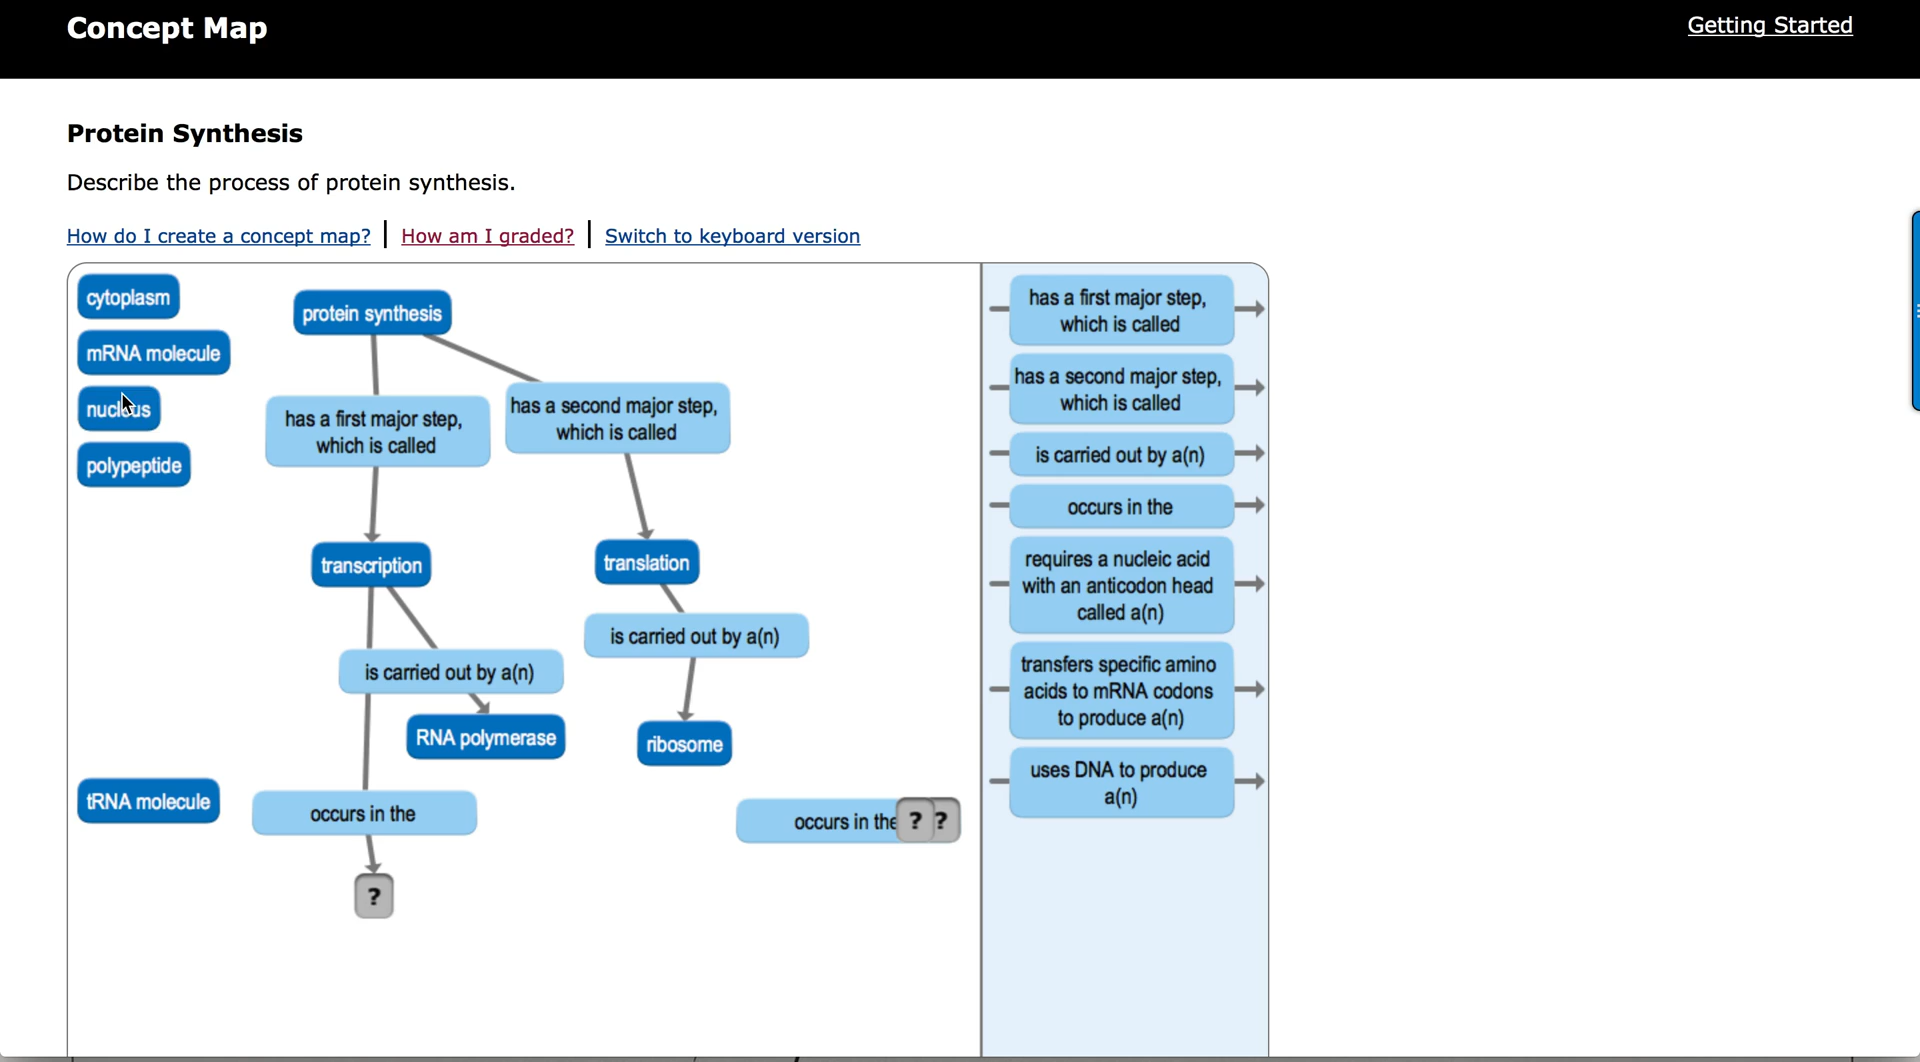 Concept Map
Getting Started
Protein Synthesis
Describe the process of protein synthesis.
How do I create a concept map?
How am I graded?
Switch to keyboard version
cytoplasm
mRNA molecule
nucleus
polypeptide
tRNA molecule
protein synthesis
has a first major step,
which is called
has a second major step,
which is called
transcription
translation
is carried out by a(n)
is carried out by a(n)
RNA polymerase
ribosome
occurs in the
?
occurs in the
? ?
has a first major step,
which is called
has a second major step,
which is called
is carried out by a(n)
occurs in the
requires a nucleic acid
with an anticodon head
called a(n)
transfers specific amino
acids to mRNA codons
to produce a(n)
uses DNA to produce
a(n)